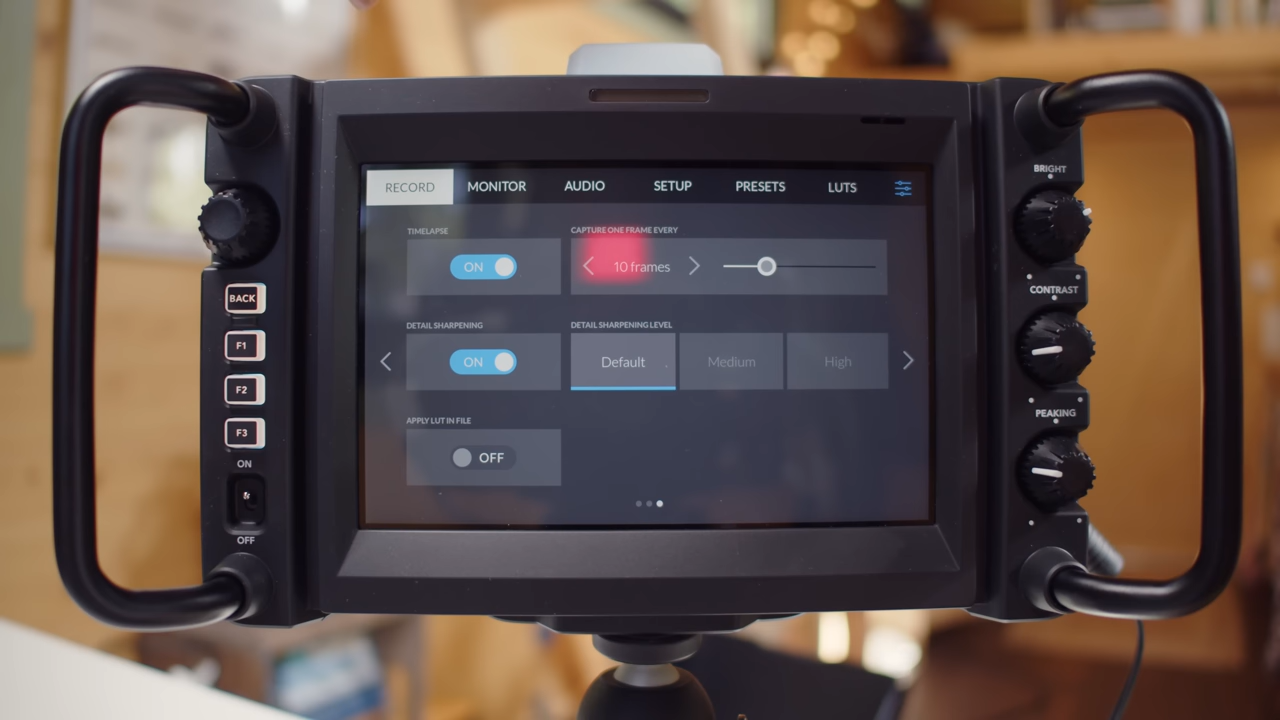 RECORD
MONITOR
AUDIO
SETUP
PRESETS
LUTS
TIMELAPSE
CAPTURE ONE FRAME EVERY
ON
10 frames
DETAIL SHARPENING
DETAIL SHARPENING LEVEL
ON
Default
Medium
High
APPLY LUT IN FILE
OFF
BACK
F1
F2
F3
ON
OFF
BRIGHT
CONTRAST
PEAKING